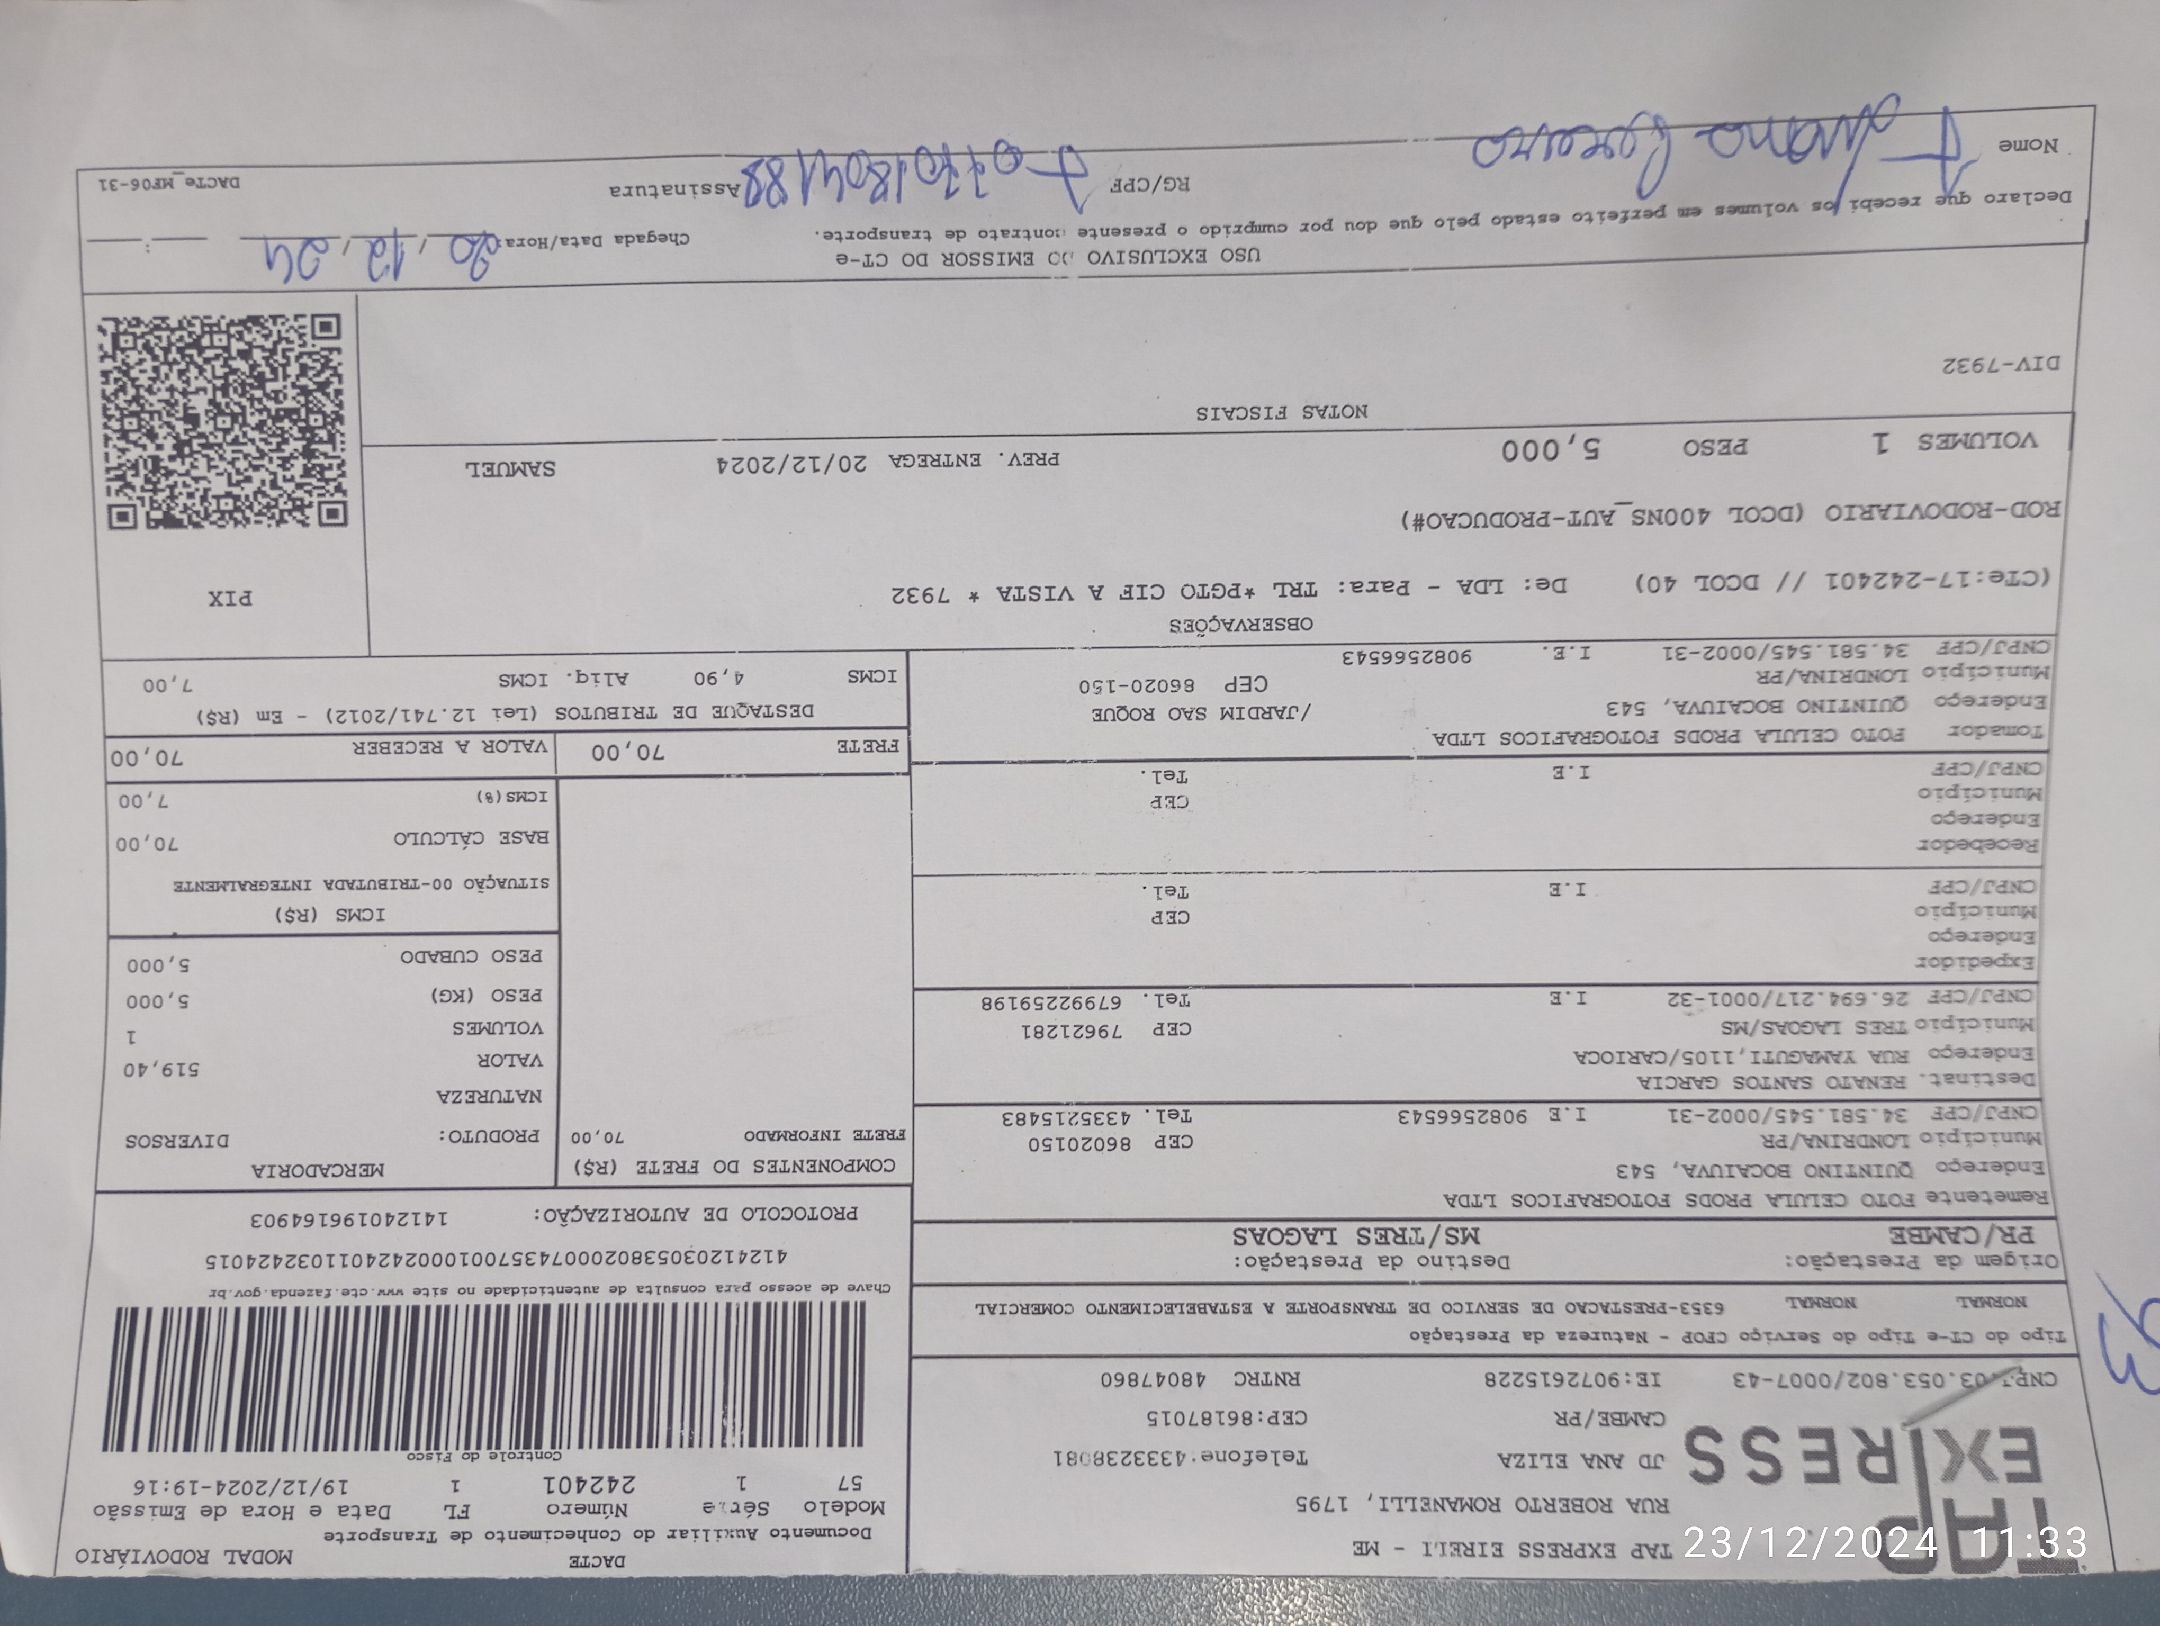 TAP EXPRESS
TAP EXPRESS EIRELI - ME
RUA ROBERTO ROMANELLI, 1795
JD ANA ELIZA Telefone:4333238081
CAMBE/PR CEP:86187015
CNPJ:03.053.802/0007-43 IE:9072615228 RNTRC 48047860
DACTE MODAL RODOVIÁRIO
Documento Auxiliar do Conhecimento de Transporte
Modelo Série Número FL Data e Hora de Emissão
57 1 242401 1 19/12/2024-19:16
Controle do Fisco
Tipo do CT-e Tipo do Serviço CFOP - Natureza da Prestação
NORMAL NORMAL 6353-PRESTACAO DE SERVICO DE TRANSPORTE A ESTABELECIMENTO COMERCIAL
Chave de acesso para consulta de autenticidade no site www.cte.fazenda.gov.br
41241203053802000743570010002424011032424015
Origem da Prestação: Destino da Prestação:
PR/CAMBE MS/TRES LAGOAS
PROTOCOLO DE AUTORIZAÇÃO: 141240196164903
Remetente FOTO CELULA PRODS FOTOGRAFICOS LTDA
Endereço QUINTINO BOCAIUVA, 543
Município LONDRINA/PR CEP 86020150
CNPJ/CPF 34.581.545/0002-31 I.E 9082566543 Tel. 4335215483
Destinat. RENATO SANTOS GARCIA
Endereço RUA YAMAGUTI,1105/CARIOCA
Município TRES LAGOAS/MS CEP 79621281
CNPJ/CPF 26.694.217/0001-32 I.E Tel. 67992259198
Expedidor
Endereço
Município CEP
CNPJ/CPF I.E Tel.
Recebedor
Endereço
Município CEP
CNPJ/CPF I.E Tel.
Tomador FOTO CELULA PRODS FOTOGRAFICOS LTDA
Endereço QUINTINO BOCAIUVA, 543 /JARDIM SAO ROQUE
Município LONDRINA/PR CEP 86020-150
CNPJ/CPF 34.581.545/0002-31 I.E. 9082566543
COMPONENTES DO FRETE (R$)
FRETE INFORMADO 70,00
MERCADORIA
PRODUTO: DIVERSOS
NATUREZA
VALOR 519,40
VOLUMES 1
PESO (KG) 5,000
PESO CUBADO 5,000
ICMS (R$)
SITUAÇÃO 00-TRIBUTADA INTEGRALMENTE
BASE CÁLCULO 70,00
ICMS(%) 7,00
FRETE 70,00 VALOR A RECEBER 70,00
DESTAQUE DE TRIBUTOS (Lei 12.741/2012) - Em (R$)
ICMS 4,90 Aliq. ICMS 7,00
OBSERVAÇÕES
(CTe:17-242401 // DCOL 40) De: LDA - Para: TRL *PGTO CIF A VISTA * 7932
ROD-RODOVIARIO (DCOL 400NS_AUT-PRODUCAO#)
PIX
VOLUMES 1 PESO 5,000 PREV. ENTREGA 20/12/2024 SAMUEL
NOTAS FISCAIS
DIV-7932
USO EXCLUSIVO DO EMISSOR DO CT-e
Declaro que recebi os volumes em perfeito estado pelo que dou por cumprido o presente contrato de transporte.
Chegada Data/Hora: 20/12/24 :
Nome RG/CPF Assinatura
DACTe_MF06-31
23/12/2024 11:33